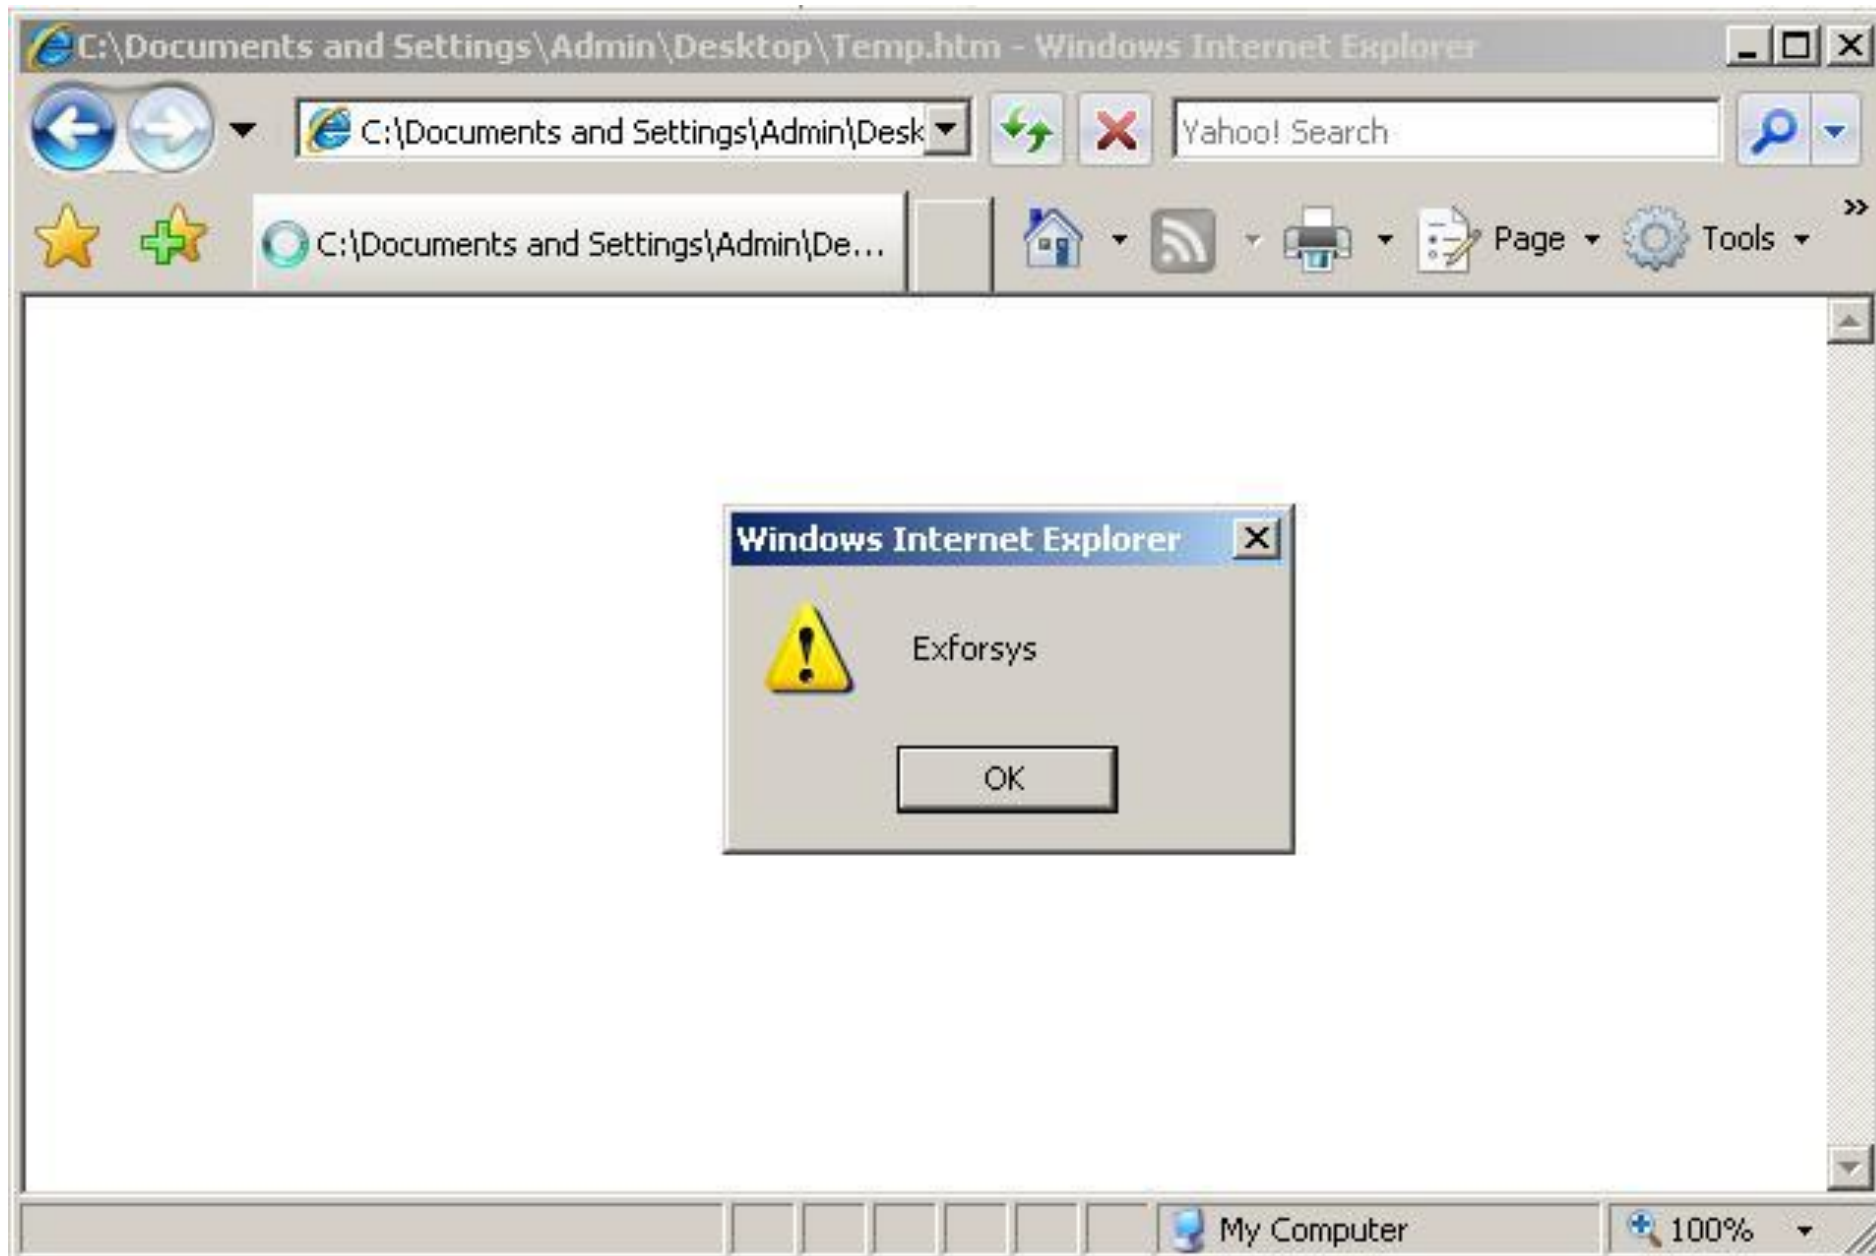 C:\Documents and Settings\Admin\Desktop\Temp.htm - Windows Internet Explorer
C:\Documents and Settings\Admin\Desk
Yahoo! Search
C:\Documents and Settings\Admin\De...
Page
Tools
»
Windows Internet Explorer
Exforsys
OK
My Computer
100%